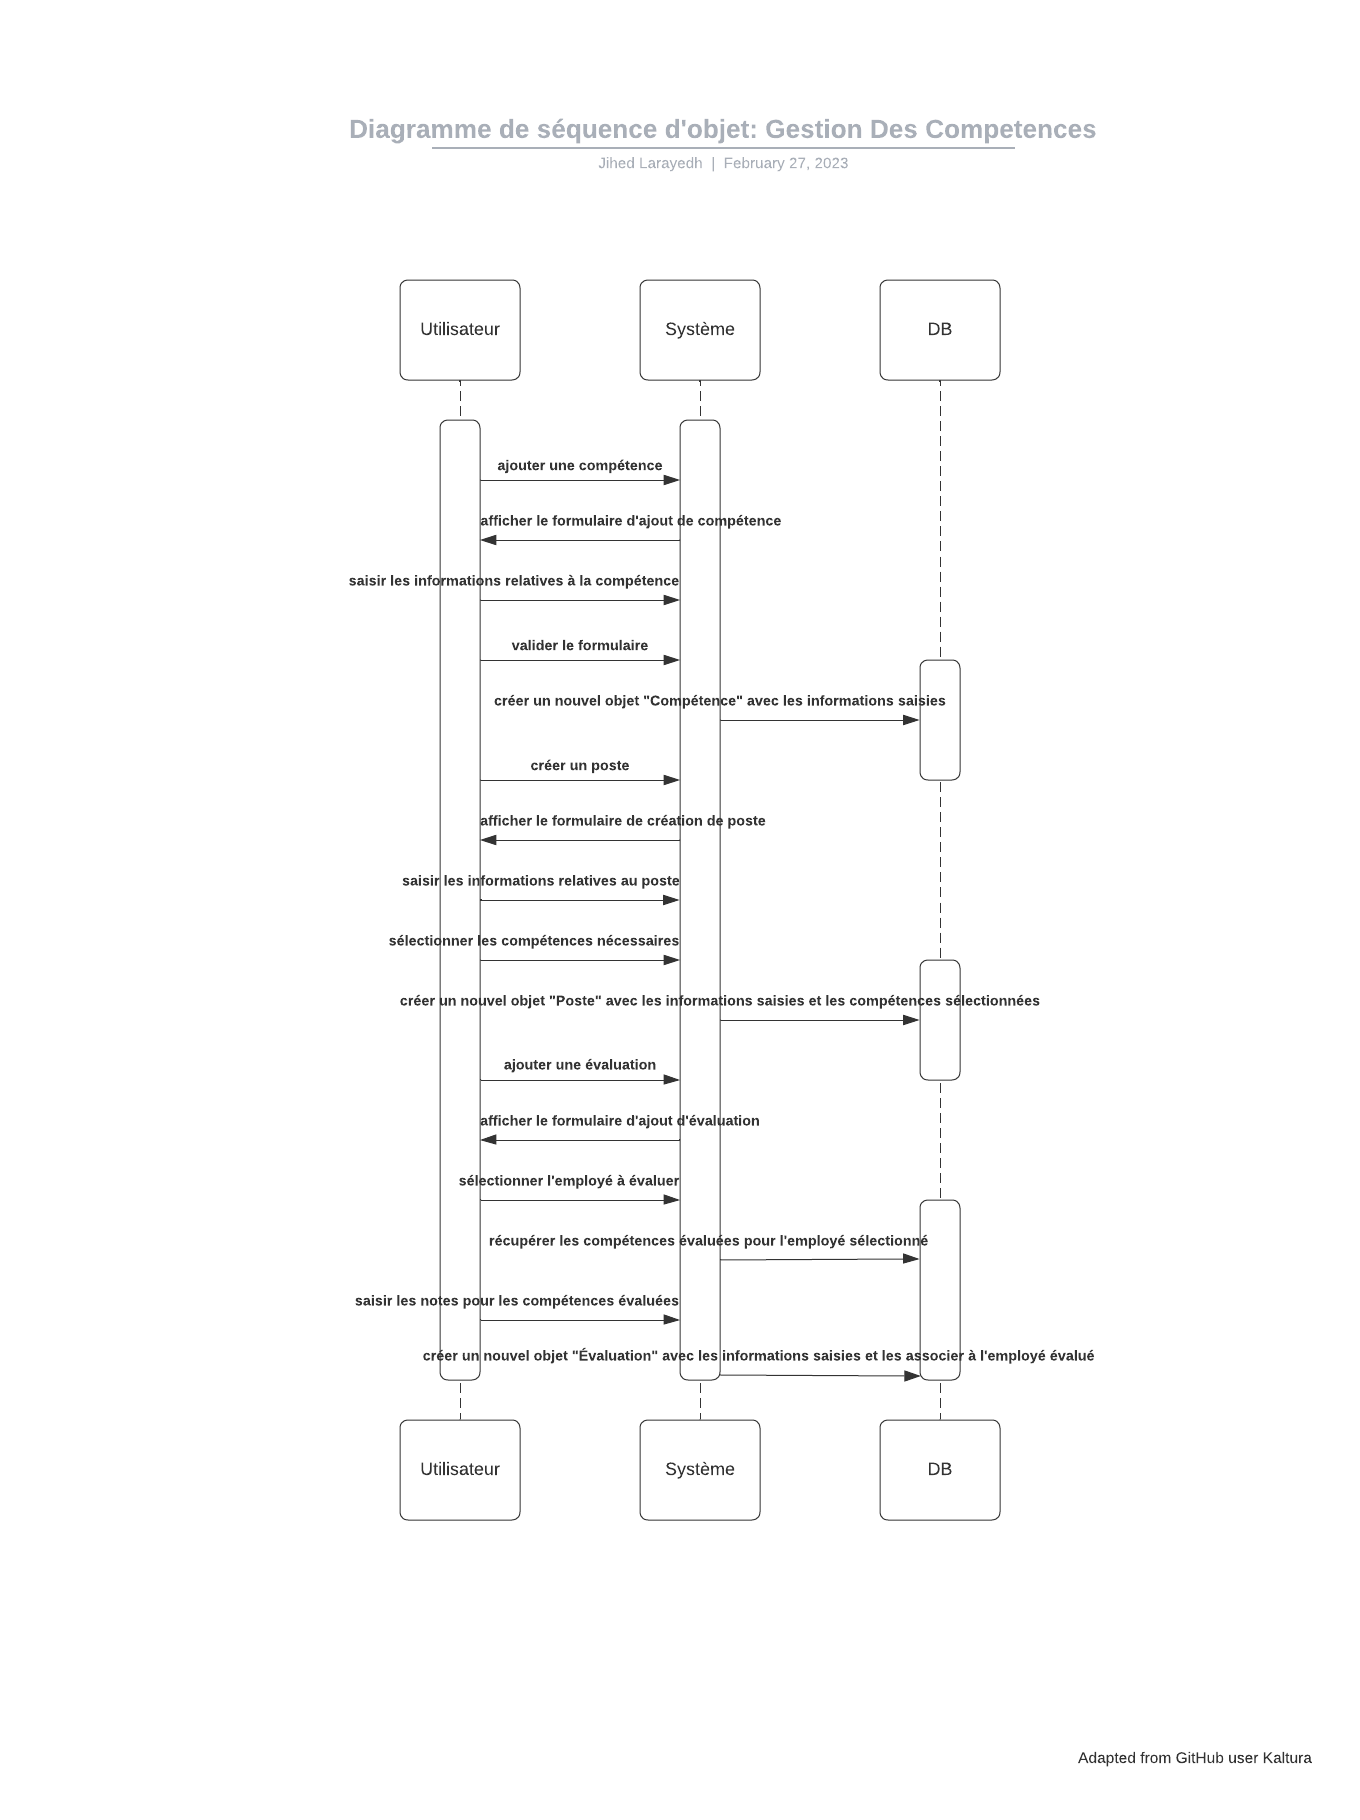 Diagramme de séquence d'objet: Gestion Des Competences
Jihed Larayedh | February 27, 2023
Utilisateur
Système
DB
ajouter une compétence
afficher le formulaire d'ajout de compétence
saisir les informations relatives à la compétence
valider le formulaire
créer un nouvel objet "Compétence" avec les informations saisies
créer un poste
afficher le formulaire de création de poste
saisir les informations relatives au poste
sélectionner les compétences nécessaires
créer un nouvel objet "Poste" avec les informations saisies et les compétences sélectionnées
ajouter une évaluation
afficher le formulaire d'ajout d'évaluation
sélectionner l'employé à évaluer
récupérer les compétences évaluées pour l'employé sélectionné
saisir les notes pour les compétences évaluées
créer un nouvel objet "Évaluation" avec les informations saisies et les associer à l'employé évalué
Utilisateur
Système
DB
Adapted from GitHub user Kaltura